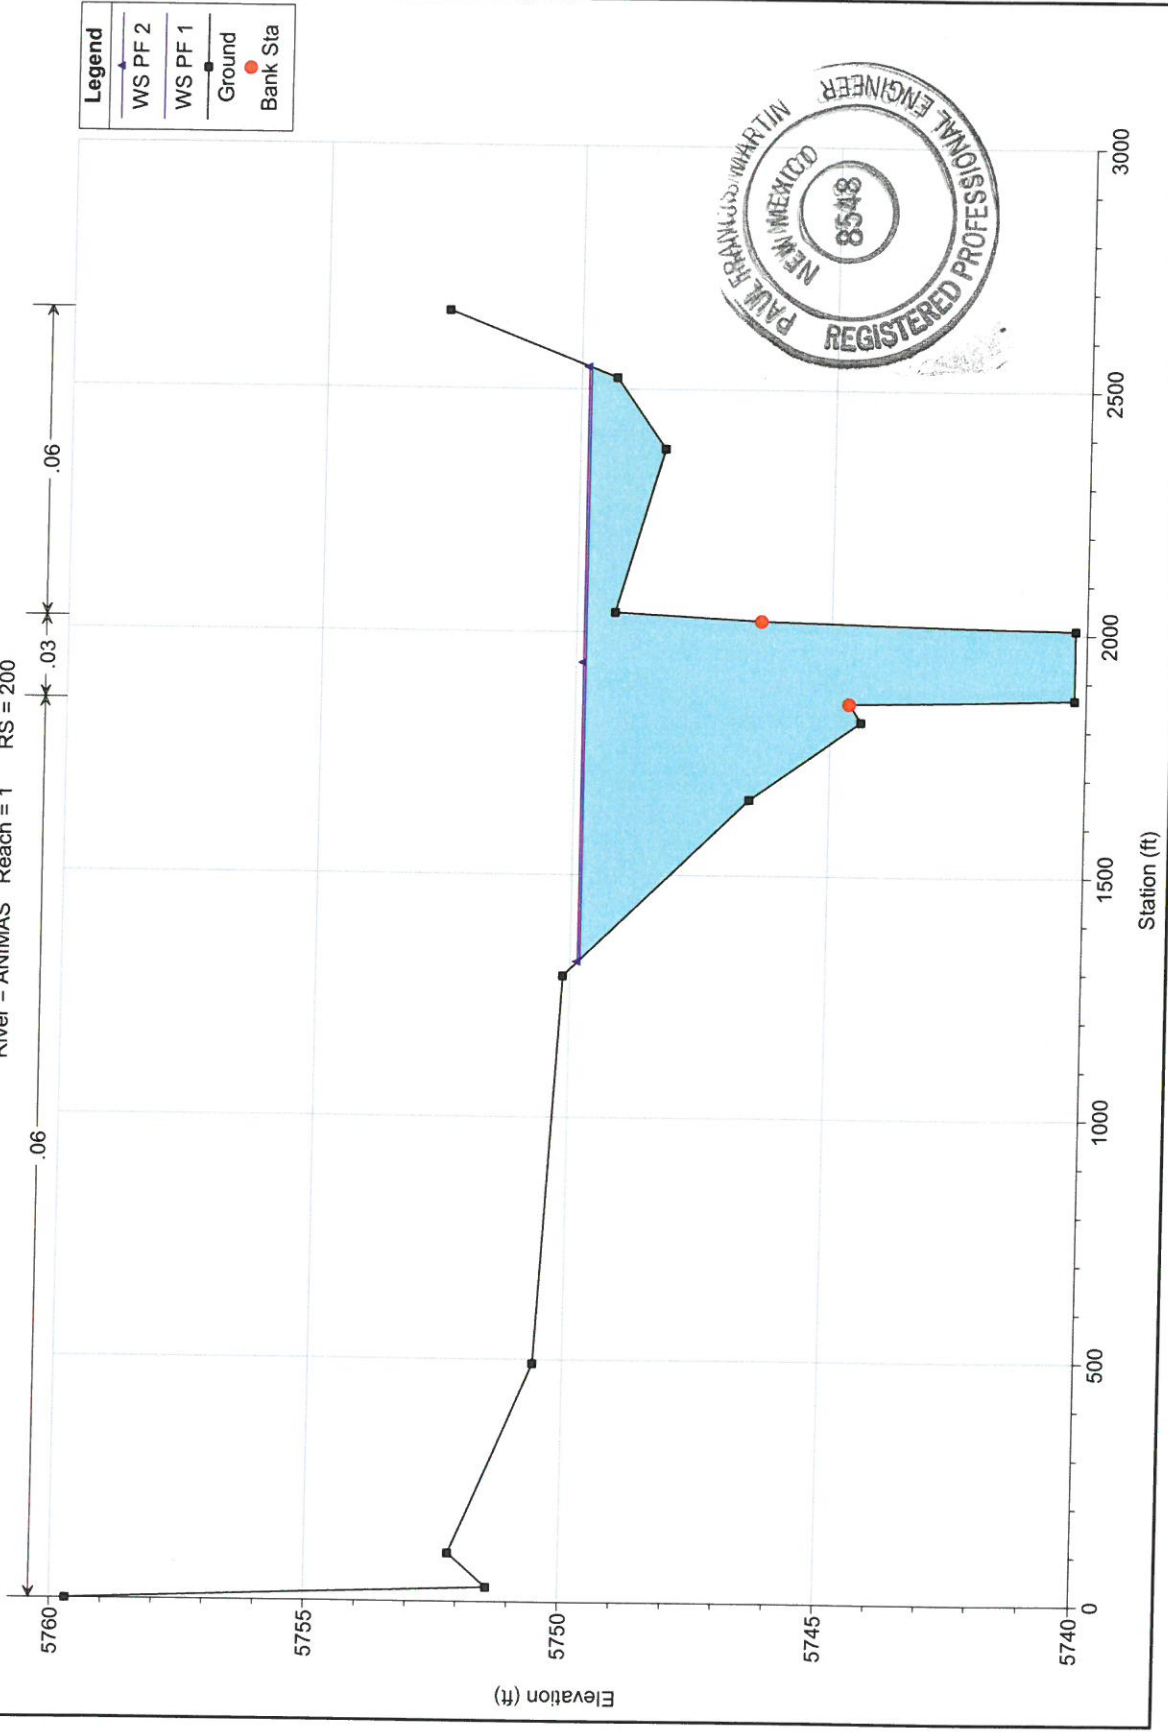 River = ANIMAS Reach = 1 RS = 200
.06
.03
.06
Legend
WS PF 2
WS PF 1
Ground
Bank Sta
5760
5755
5750
5745
5740
Elevation (ft)
0
500
1000
1500
2000
2500
3000
Station (ft)
PAUL FRANCIS MARTIN
NEW MEXICO
8548
REGISTERED PROFESSIONAL ENGINEER